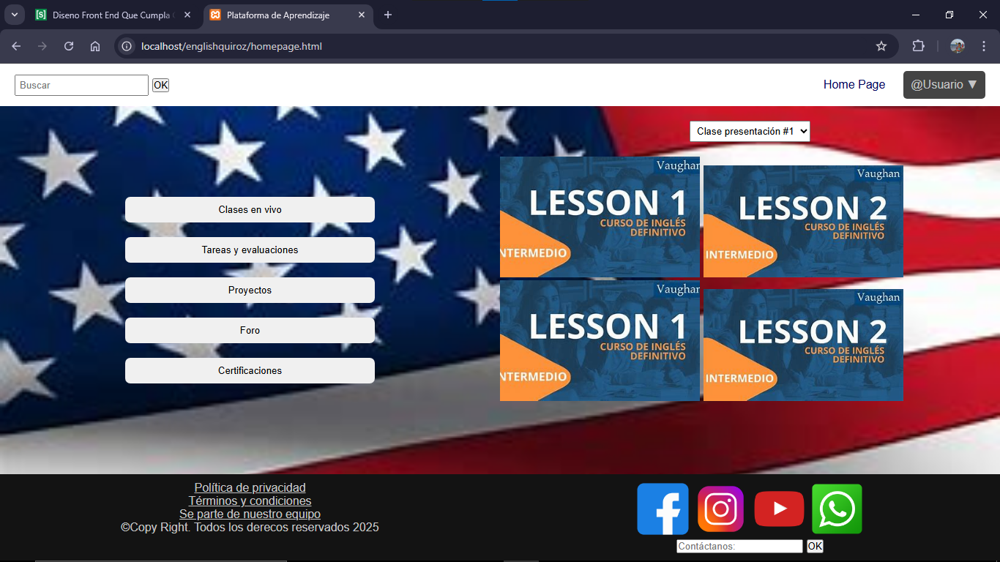 Diseno Front End Que Cumpla
Plataforma de Aprendizaje
localhost/englishquiroz/homepage.html
Buscar
OK
Home Page
@Usuario ▼
Clase presentación #1
Clases en vivo
Tareas y evaluaciones
Proyectos
Foro
Certificaciones
Vaughan
LESSON 1
CURSO DE INGLÉS
DEFINITIVO
NTERMEDIO
Vaughan
LESSON 2
CURSO DE INGLÉS
DEFINITIVO
INTERMEDIO
Vaughan
LESSON 1
CURSO DE INGLÉS
DEFINITIVO
NTERMEDIO
Vaughan
LESSON 2
CURSO DE INGLÉS
DEFINITIVO
INTERMEDIO
Política de privacidad
Términos y condiciones
Se parte de nuestro equipo
©Copy Right. Todos los derecos reservados 2025
Contáctanos:
OK